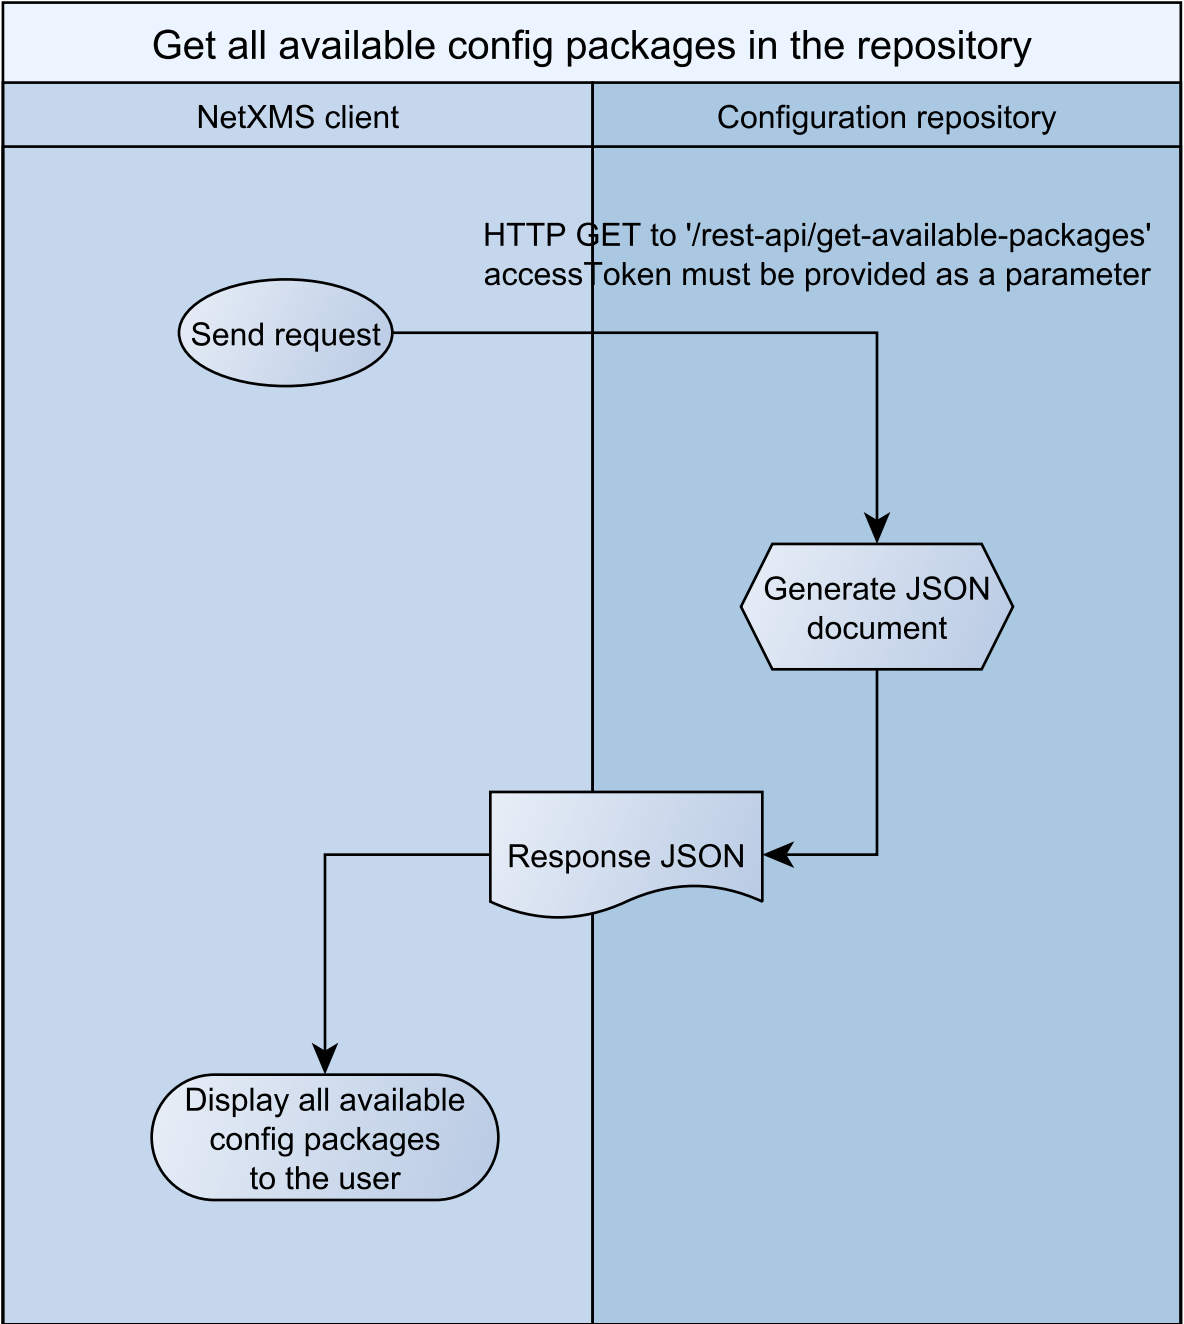 Get all available config packages in the repository
NetXMS client
Configuration repository
HTTP GET to '/rest-api/get-available-packages'
accessToken must be provided as a parameter
Send request
Generate JSON
document
Response JSON
Display all available
config packages
to the user